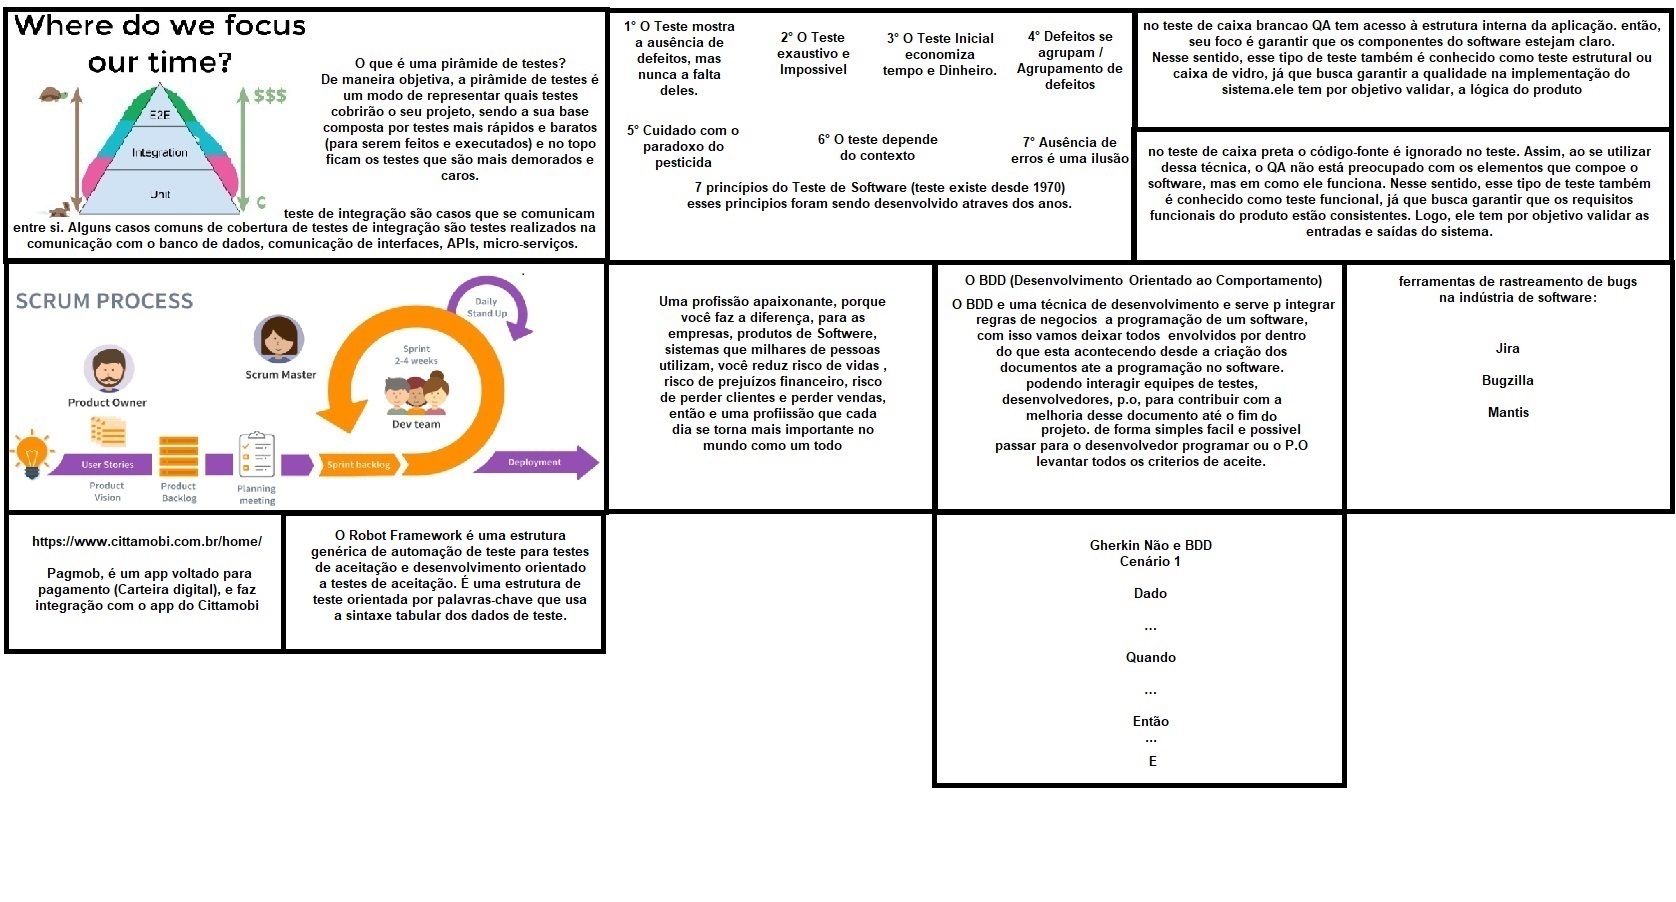 Where do we focus
our time?
$$$
E2E
Integration
Unit
C
O que é uma pirâmide de testes?
De maneira objetiva, a pirâmide de testes é
um modo de representar quais testes
cobrirão o seu projeto, sendo a sua base
composta por testes mais rápidos e baratos
(para serem feitos e executados) e no topo
ficam os testes que são mais demorados e
caros.
teste de integração são casos que se comunicam
entre si. Alguns casos comuns de cobertura de testes de integração são testes realizados na
comunicação com o banco de dados, comunicação de interfaces, APIs, micro-serviços.
1° O Teste mostra
a ausência de
defeitos, mas
nunca a falta
deles.
2° O Teste
exaustivo e
Impossivel
3° O Teste Inicial
economiza
tempo e Dinheiro.
4° Defeitos se
agrupam /
Agrupamento de
defeitos
5° Cuidado com o
paradoxo do
pesticida
6° O teste depende
do contexto
7° Ausência de
erros é uma ilusão
7 princípios do Teste de Software (teste existe desde 1970)
esses principios foram sendo desenvolvido atraves dos anos.
no teste de caixa brancao QA tem acesso à estrutura interna da aplicação. então,
seu foco é garantir que os componentes do software estejam claro.
Nesse sentido, esse tipo de teste também é conhecido como teste estrutural ou
caixa de vidro, já que busca garantir a qualidade na implementação do
sistema.ele tem por objetivo validar, a lógica do produto
no teste de caixa preta o código-fonte é ignorado no teste. Assim, ao se utilizar
dessa técnica, o QA não está preocupado com os elementos que compoe o
software, mas em como ele funciona. Nesse sentido, esse tipo de teste também
é conhecido como teste funcional, já que busca garantir que os requisitos
funcionais do produto estão consistentes. Logo, ele tem por objetivo validar as
entradas e saídas do sistema.
SCRUM PROCESS
Daily
Stand Up
Sprint
2-4 weeks
Scrum Master
Product Owner
Dev team
User Stories
Sprint backlog
Deployment
Product
Vision
Product
Backlog
Planning
meeting
Uma profissão apaixonante, porque
você faz a diferença, para as
empresas, produtos de Softwere,
sistemas que milhares de pessoas
utilizam, você reduz risco de vidas ,
risco de prejuízos financeiro, risco
de perder clientes e perder vendas,
então e uma profiissão que cada
dia se torna mais importante no
mundo como um todo
O BDD (Desenvolvimento Orientado ao Comportamento)
O BDD e uma técnica de desenvolvimento e serve p integrar
regras de negocios a programação de um software,
com isso vamos deixar todos envolvidos por dentro
do que esta acontecendo desde a criação dos
documentos ate a programação no software.
podendo interagir equipes de testes,
desenvolvedores, p.o, para contribuir com a
melhoria desse documento até o fim do
projeto. de forma simples facil e possivel
passar para o desenvolvedor programar ou o P.O
levantar todos os criterios de aceite.
ferramentas de rastreamento de bugs
na indústria de software:
Jira
Bugzilla
Mantis
https://www.cittamobi.com.br/home/
Pagmob, é um app voltado para
pagamento (Carteira digital), e faz
integração com o app do Cittamobi
O Robot Framework é uma estrutura
genérica de automação de teste para testes
de aceitação e desenvolvimento orientado
a testes de aceitação. É uma estrutura de
teste orientada por palavras-chave que usa
a sintaxe tabular dos dados de teste.
Gherkin Não e BDD
Cenário 1
Dado
...
Quando
...
Então
...
E